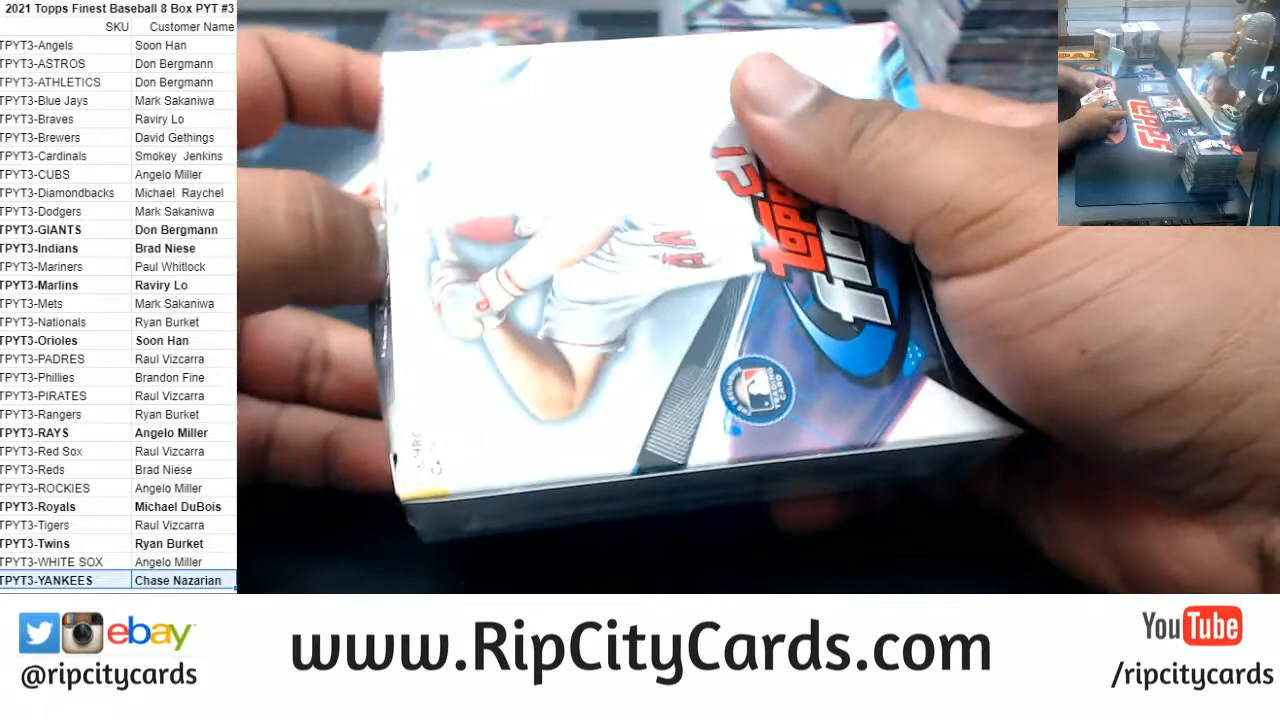 2021 Topps Finest Baseball 8 Box PYT #3
SKU Customer Name
TPYT3-Angels Soon Han
TPYT3-ASTROS Don Bergmann
TPYT3-ATHLETICS Don Bergmann
TPYT3-Blue Jays Mark Sakaniwa
TPYT3-Braves Raviry Lo
TPYT3-Brewers David Gethings
TPYT3-Cardinals Smokey Jenkins
TPYT3-CUBS Angelo Miller
TPYT3-Diamondbacks Michael Raychel
TPYT3-Dodgers Mark Sakaniwa
TPYT3-GIANTS Don Bergmann
TPYT3-Indians Brad Niese
TPYT3-Mariners Paul Whitlock
TPYT3-Marlins Raviry Lo
TPYT3-Mets Mark Sakaniwa
TPYT3-Nationals Ryan Burket
TPYT3-Orioles Soon Han
TPYT3-PADRES Raul Vizcarra
TPYT3-Phillies Brandon Fine
TPYT3-PIRATES Raul Vizcarra
TPYT3-Rangers Ryan Burket
TPYT3-RAYS Angelo Miller
TPYT3-Red Sox Raul Vizcarra
TPYT3-Reds Brad Niese
TPYT3-ROCKIES Angelo Miller
TPYT3-Royals Michael DuBois
TPYT3-Tigers Raul Vizcarra
TPYT3-Twins Ryan Burket
TPYT3-WHITE SOX Angelo Miller
TPYT3-YANKEES Chase Nazarian
topps
fin
ebay
@ripcitycards
www.RipCityCards.com
YouTube
/ripcitycards